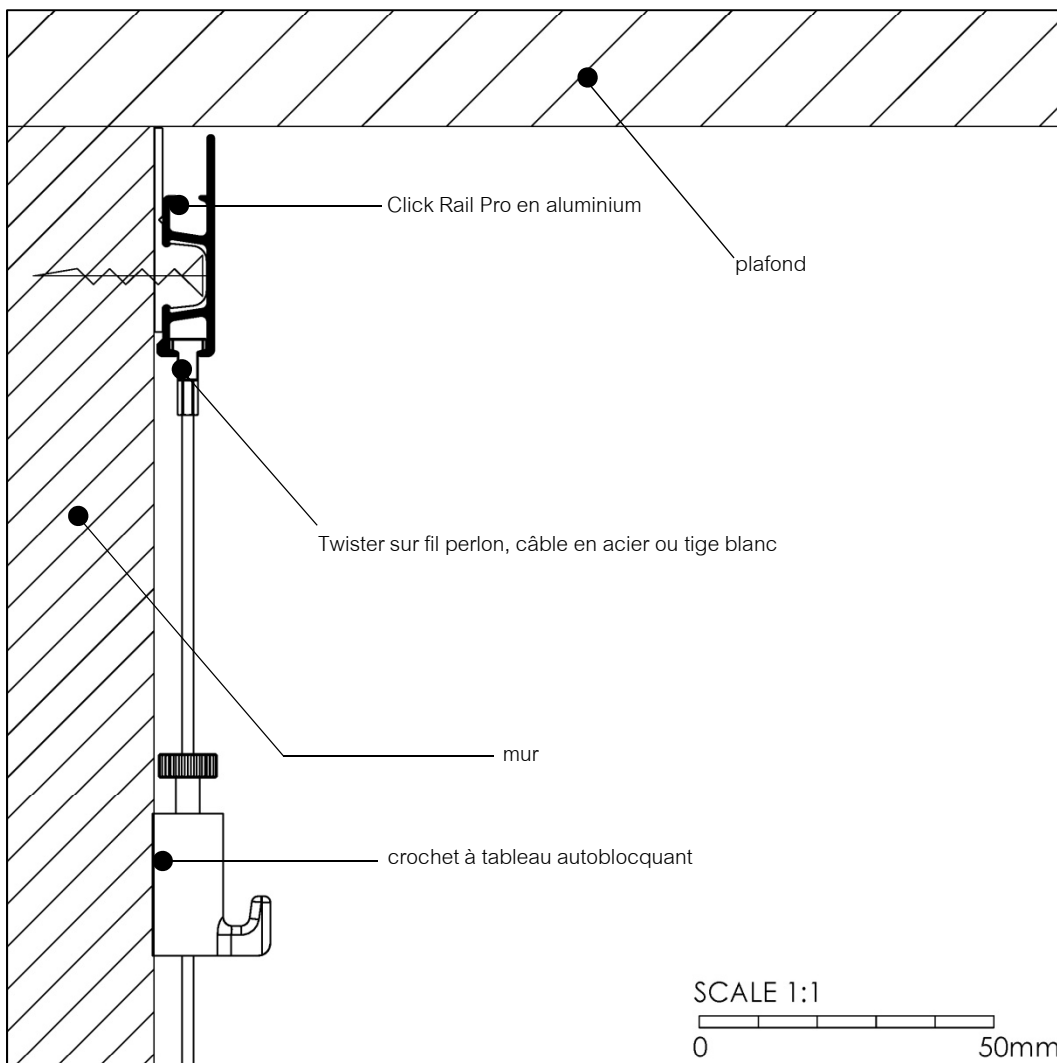 Click Rail Pro en aluminium
plafond
Twister sur fil perlon, câble en acier ou tige blanc
mur
crochet à tableau autoblocquant
SCALE 1:1
0 50mm